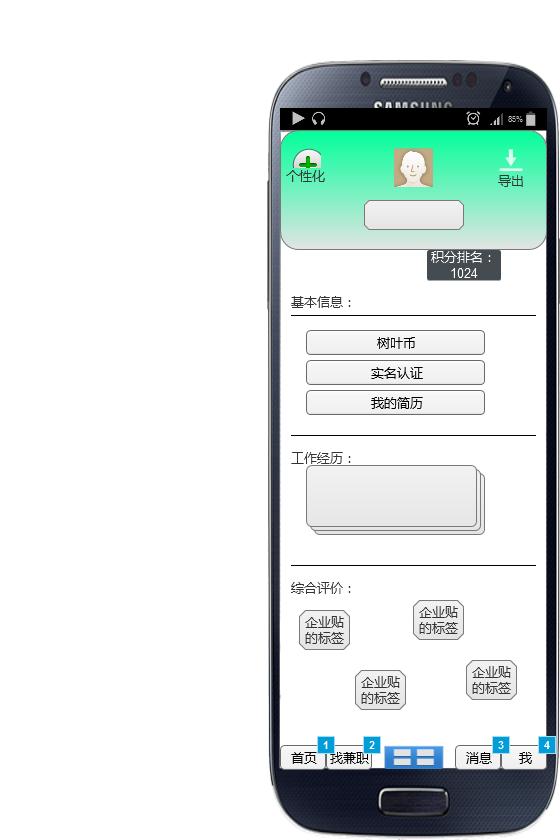 SAMSUNG
85%
个性化
导出
积分排名：
1024
基本信息：
树叶币
实名认证
我的简历
工作经历：
综合评价：
企业贴
的标签
企业贴
的标签
企业贴
的标签
企业贴
的标签
1 2 3 4
首页 找兼职 消息 我